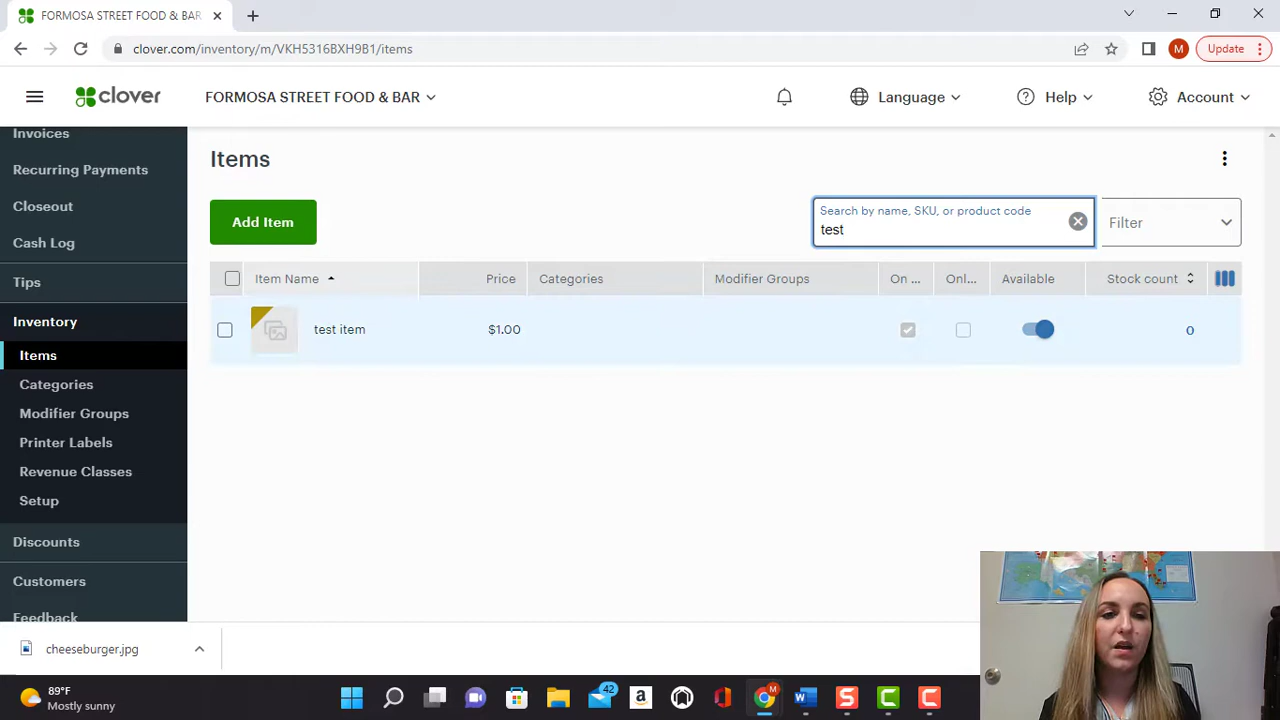 FORMOSA STREET FOOD & BAR
clover.com/inventory/m/VKH5316BXH9B1/items
M
Update
clover
FORMOSA STREET FOOD & BAR
Language
Help
Account
Invoices
Recurring Payments
Closeout
Cash Log
Tips
Inventory
Items
Categories
Modifier Groups
Printer Labels
Revenue Classes
Setup
Discounts
Customers
Feedback
Items
Add Item
Search by name, SKU, or product code
test
Filter
Item Name Price Categories Modifier Groups On ... Onl... Available Stock count
test item $1.00 0
cheeseburger.jpg
89°F
Mostly sunny
42
a
M
W
S
C
C